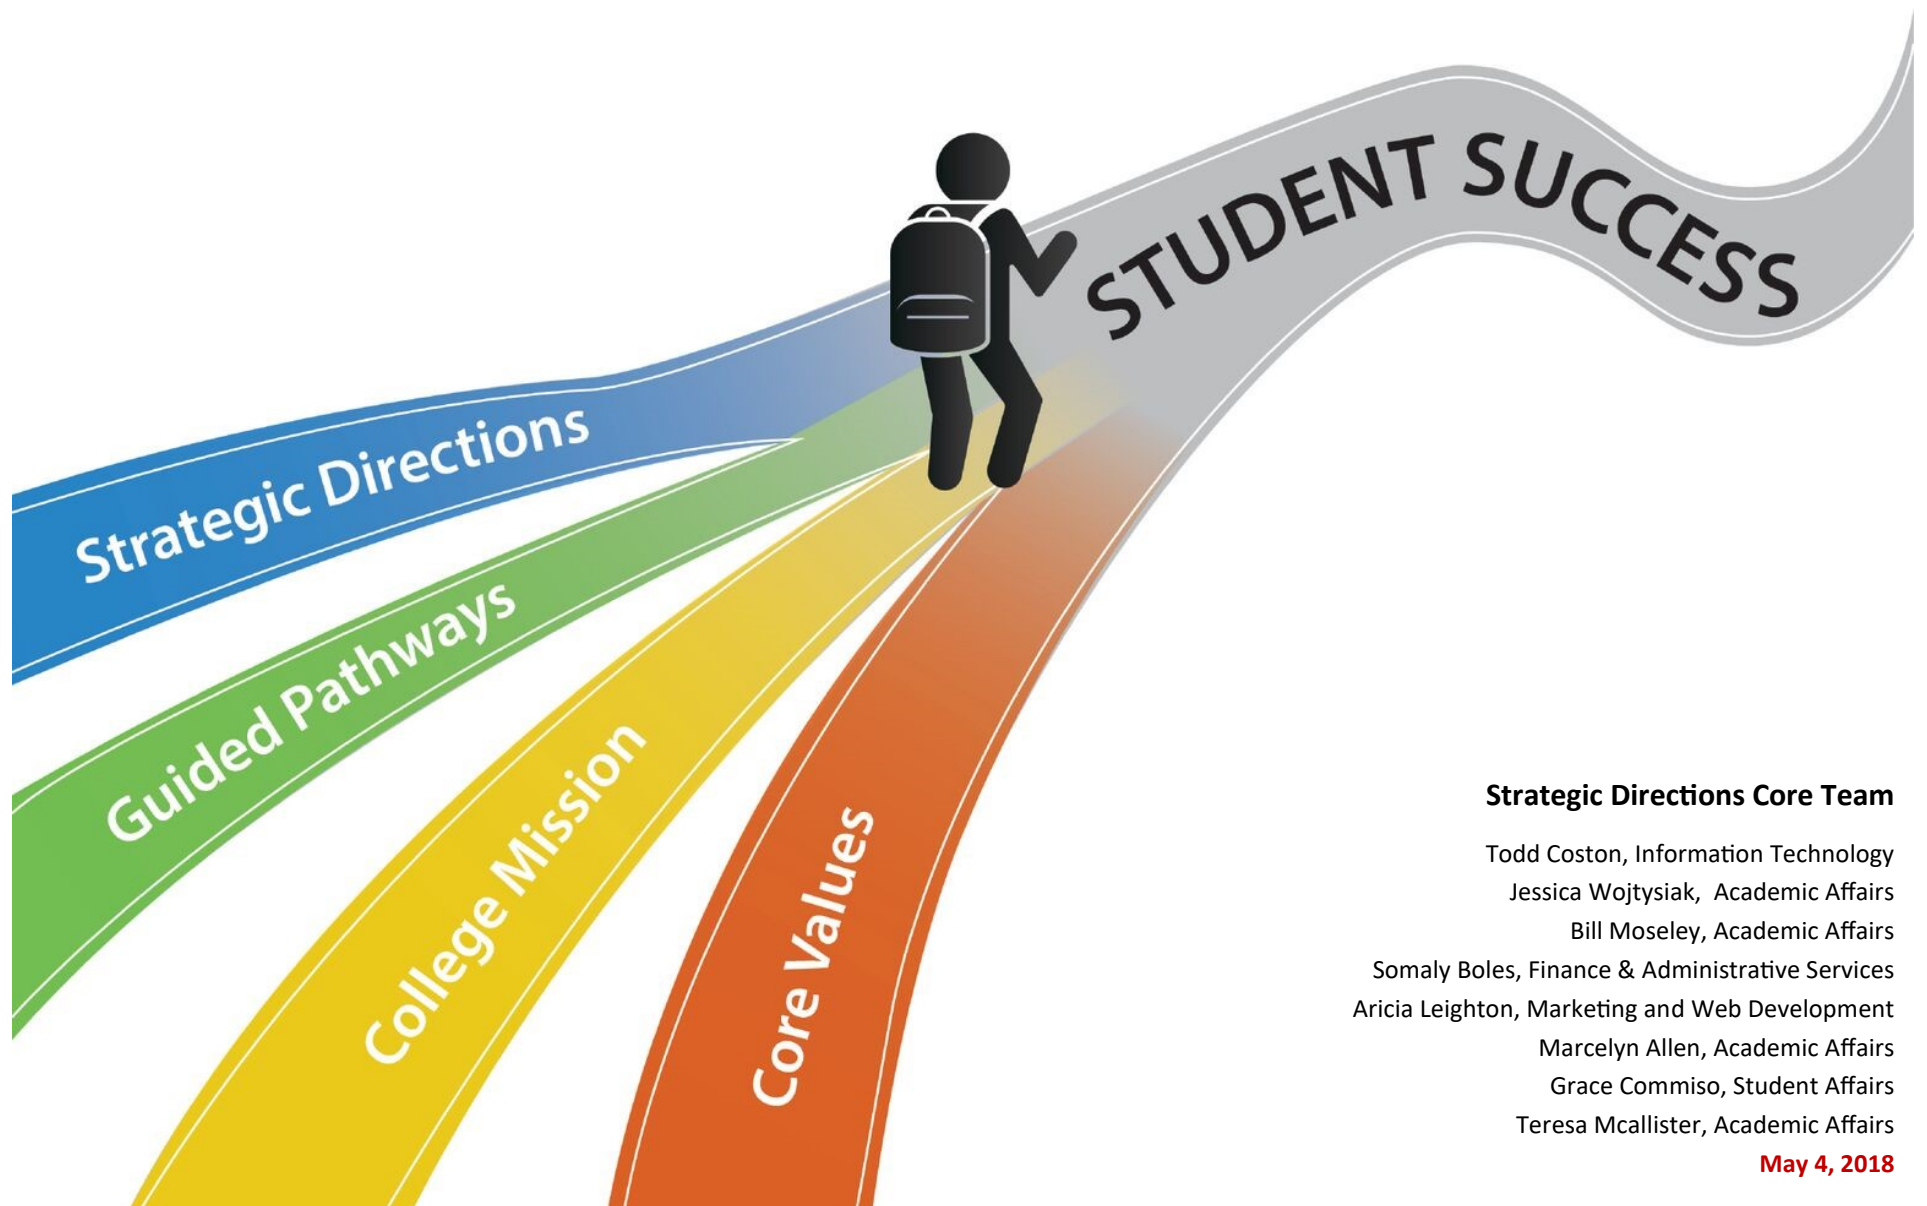 STUDENT SUCCESS
Strategic Directions
Guided Pathways
College Mission
Core Values
Strategic Directions Core Team
Todd Coston, Information Technology
Jessica Wojtysiak,  Academic Affairs
Bill Moseley, Academic Affairs
Somaly Boles, Finance & Administrative Services
Aricia Leighton, Marketing and Web Development
Marcelyn Allen, Academic Affairs
Grace Commiso, Student Affairs
Teresa Mcallister, Academic Affairs
May 4, 2018